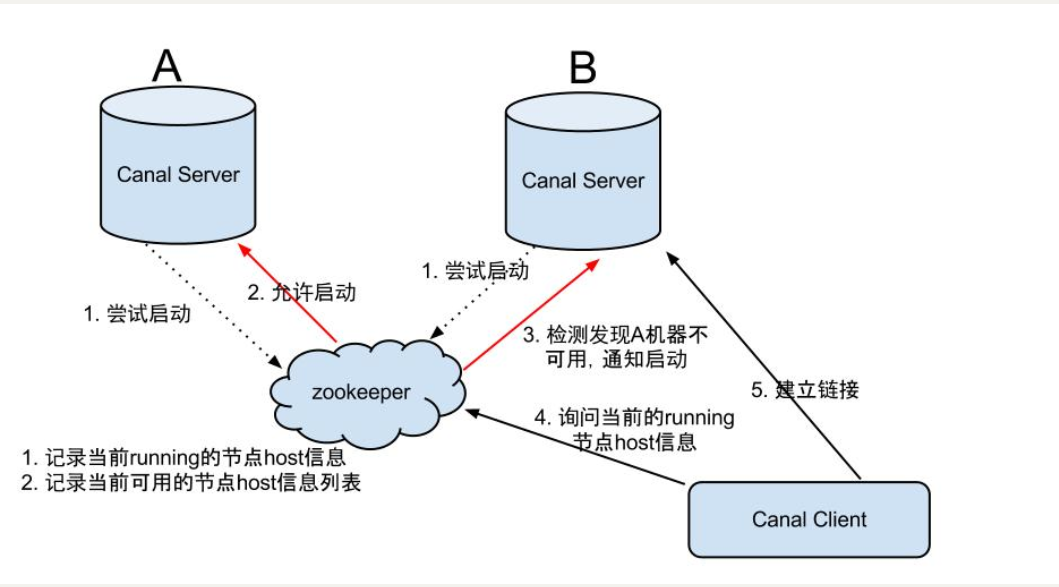 A
B
Canal Server
Canal Server
1. 尝试启动
2. 允许启动
1. 尝试启动
3. 检测发现A机器不
可用, 通知启动
zookeeper
4. 询问当前的running
节点host信息
5. 建立链接
1. 记录当前running的节点host信息
2. 记录当前可用的节点host信息列表
Canal Client